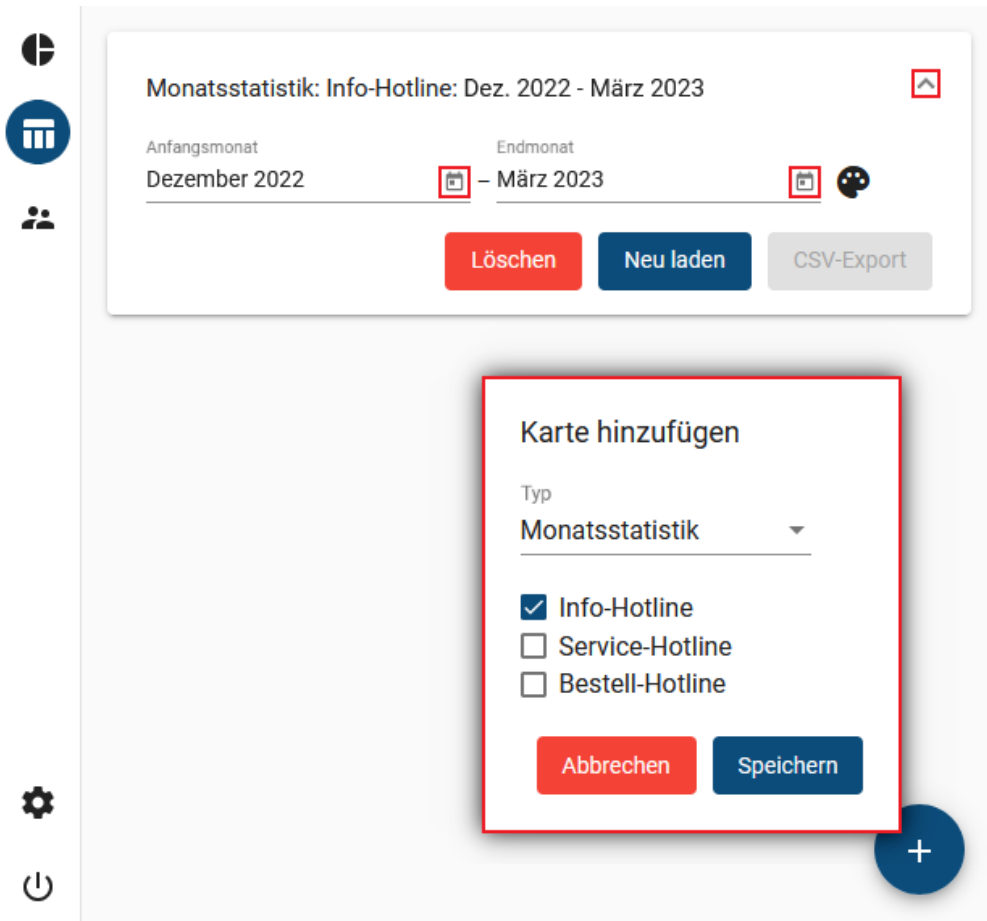 Monatsstatistik: Info-Hotline: Dez. 2022 - März 2023
Anfangsmonat Endmonat
Dezember 2022 – März 2023
Löschen Neu laden CSV-Export
Karte hinzufügen
Typ
Monatsstatistik
Info-Hotline
Service-Hotline
Bestell-Hotline
Abbrechen Speichern
+